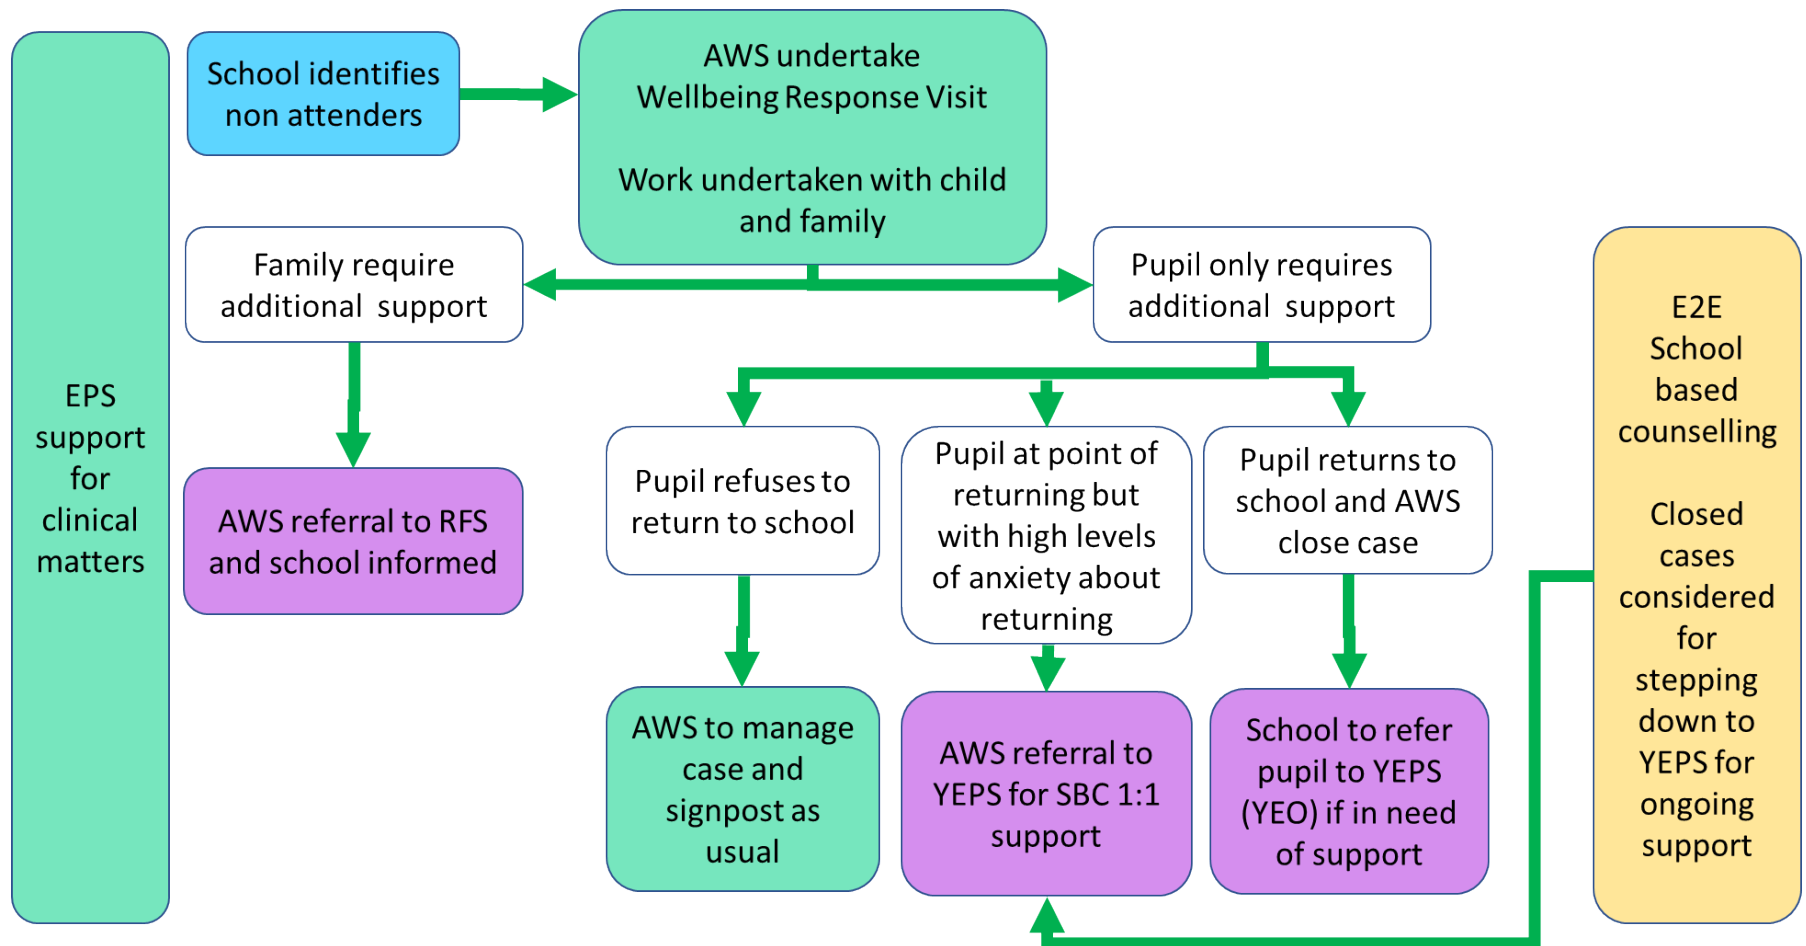 EPS
support
for
clinical
matters
School identifies
non attenders
AWS undertake
Wellbeing Response Visit
Work undertaken with child
and family
Family require
additional support
Pupil only requires
additional support
AWS referral to RFS
and school informed
Pupil refuses to
return to school
Pupil at point of
returning but
with high levels
of anxiety about
returning
Pupil returns to
school and AWS
close case
AWS to manage
case and
signpost as
usual
AWS referral to
YEPS for SBC 1:1
support
School to refer
pupil to YEPS
(YEO) if in need
of support
E2E
School
based
counselling
Closed
cases
considered
for
stepping
down to
YEPS for
ongoing
support